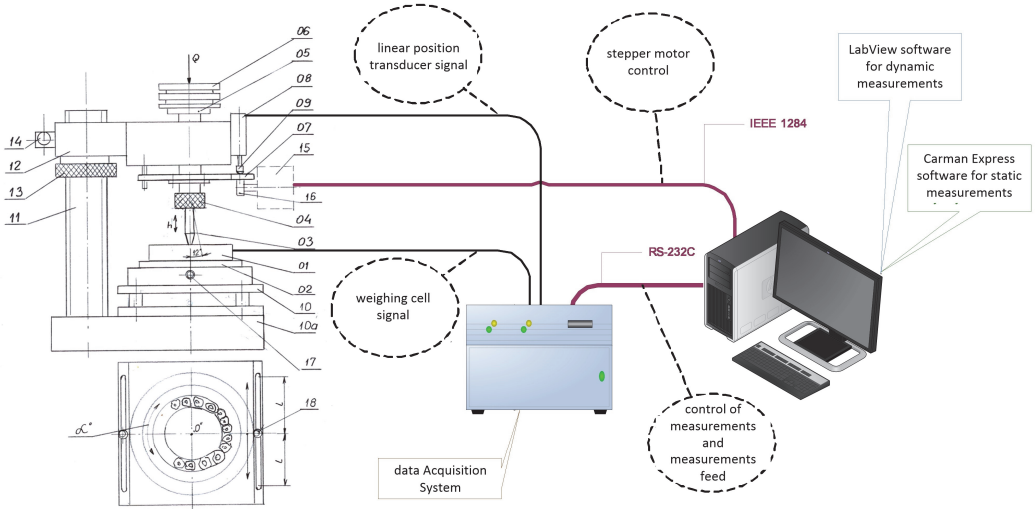 06
Q
05
08
09
07
15
14
12
13
16
11
04
h
03
12°
01
02
10
10a
17
L
18
α°
0°
L
linear position
transducer signal
stepper motor
control
LabView software
for dynamic
measurements
IEEE 1284
Carman Express
software for static
measurements
RS-232C
weighing cell
signal
control of
measurements
and
measurements
feed
data Acquisition
System